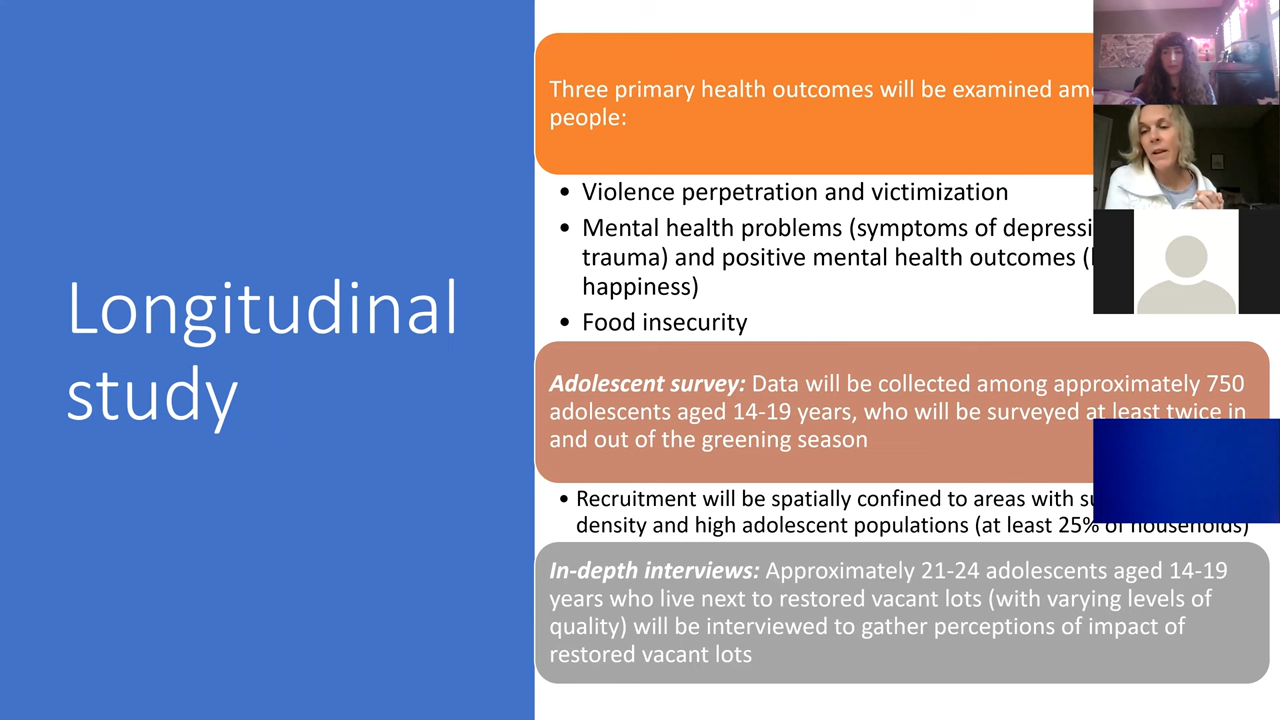 Longitudinal
study
Three primary health outcomes will be examined
people:
• Violence perpetration and victimization
• Mental health problems (symptoms of
trauma) and positive mental health outcomes
happiness)
• Food insecurity
Adolescent survey: Data will be collected among approximately 750
adolescents aged 14-19 years, who will be surveyed at least twice in
and out of the greening season
• Recruitment will be spatially confined to areas with
density and high adolescent populations (at least 25% of households)
In-depth interviews: Approximately 21-24 adolescents aged 14-19
years who live next to restored vacant lots (with varying levels of
quality) will be interviewed to gather perceptions of impact of
restored vacant lots